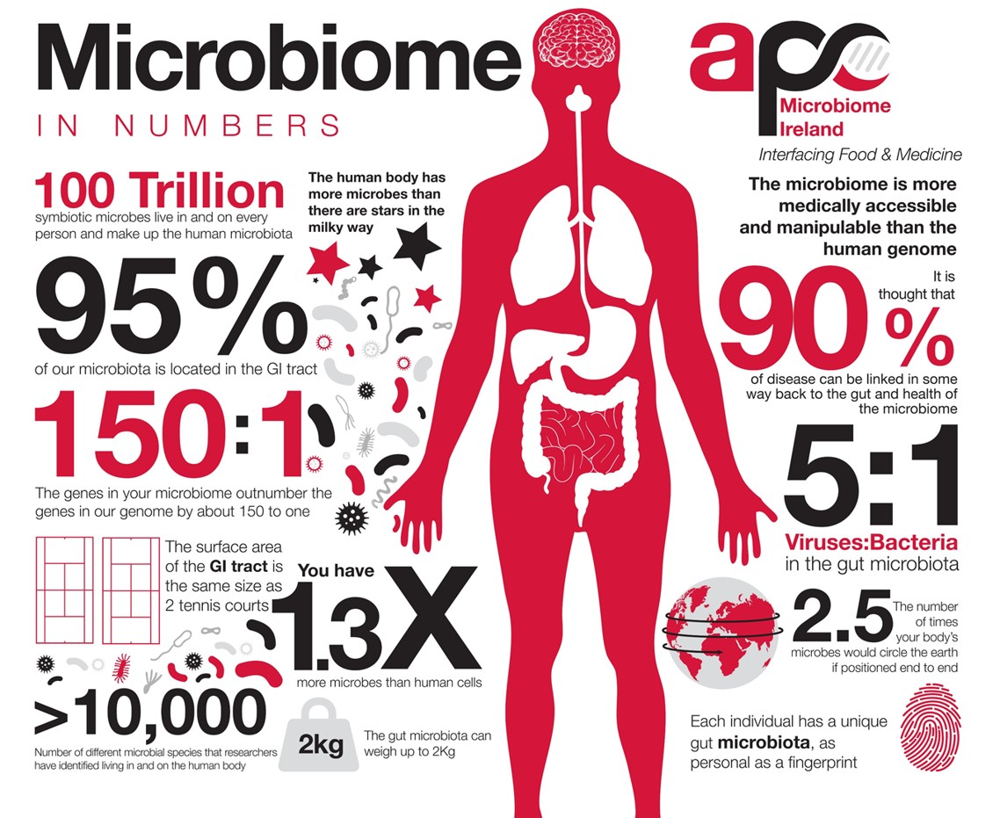 Microbiome
IN NUMBERS
apc
Microbiome
Ireland
Interfacing Food & Medicine
100 Trillion
symbiotic microbes live in and on every
person and make up the human microbiota
The human body has
more microbes than
there are stars in the
milky way
95%
of our microbiota is located in the GI tract
150:1
The genes in your microbiome outnumber the
genes in our genome by about 150 to one
The surface area
of the GI tract is
the same size as
2 tennis courts
You have
1.3X
more microbes than human cells
>10,000
Number of different microbial species that researchers
have identified living in and on the human body
2kg
The gut microbiota can
weigh up to 2Kg
The microbiome is more
medically accessible
and manipulable than the
human genome
It is
thought that
90%
of disease can be linked in some
way back to the gut and health of
the microbiome
5:1
Viruses:Bacteria
in the gut microbiota
2.5
The number
of times
your body's
microbes would circle the earth
if positioned end to end
Each individual has a unique
gut microbiota, as
personal as a fingerprint